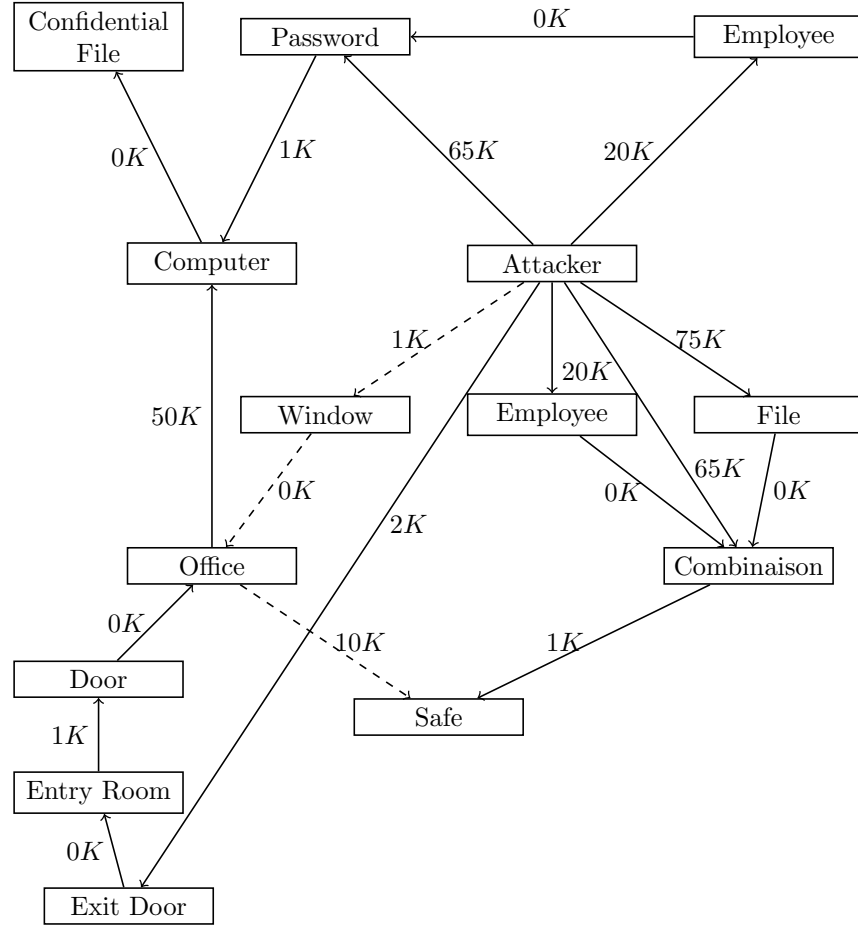 Confidential
File
Password
0K
Employee
0K
1K
65K
20K
Computer
Attacker
1K
75K
20K
50K
Window
Employee
File
65K
0K
0K
0K
2K
Office
Combinaison
0K
10K
1K
Door
Safe
1K
Entry Room
0K
Exit Door